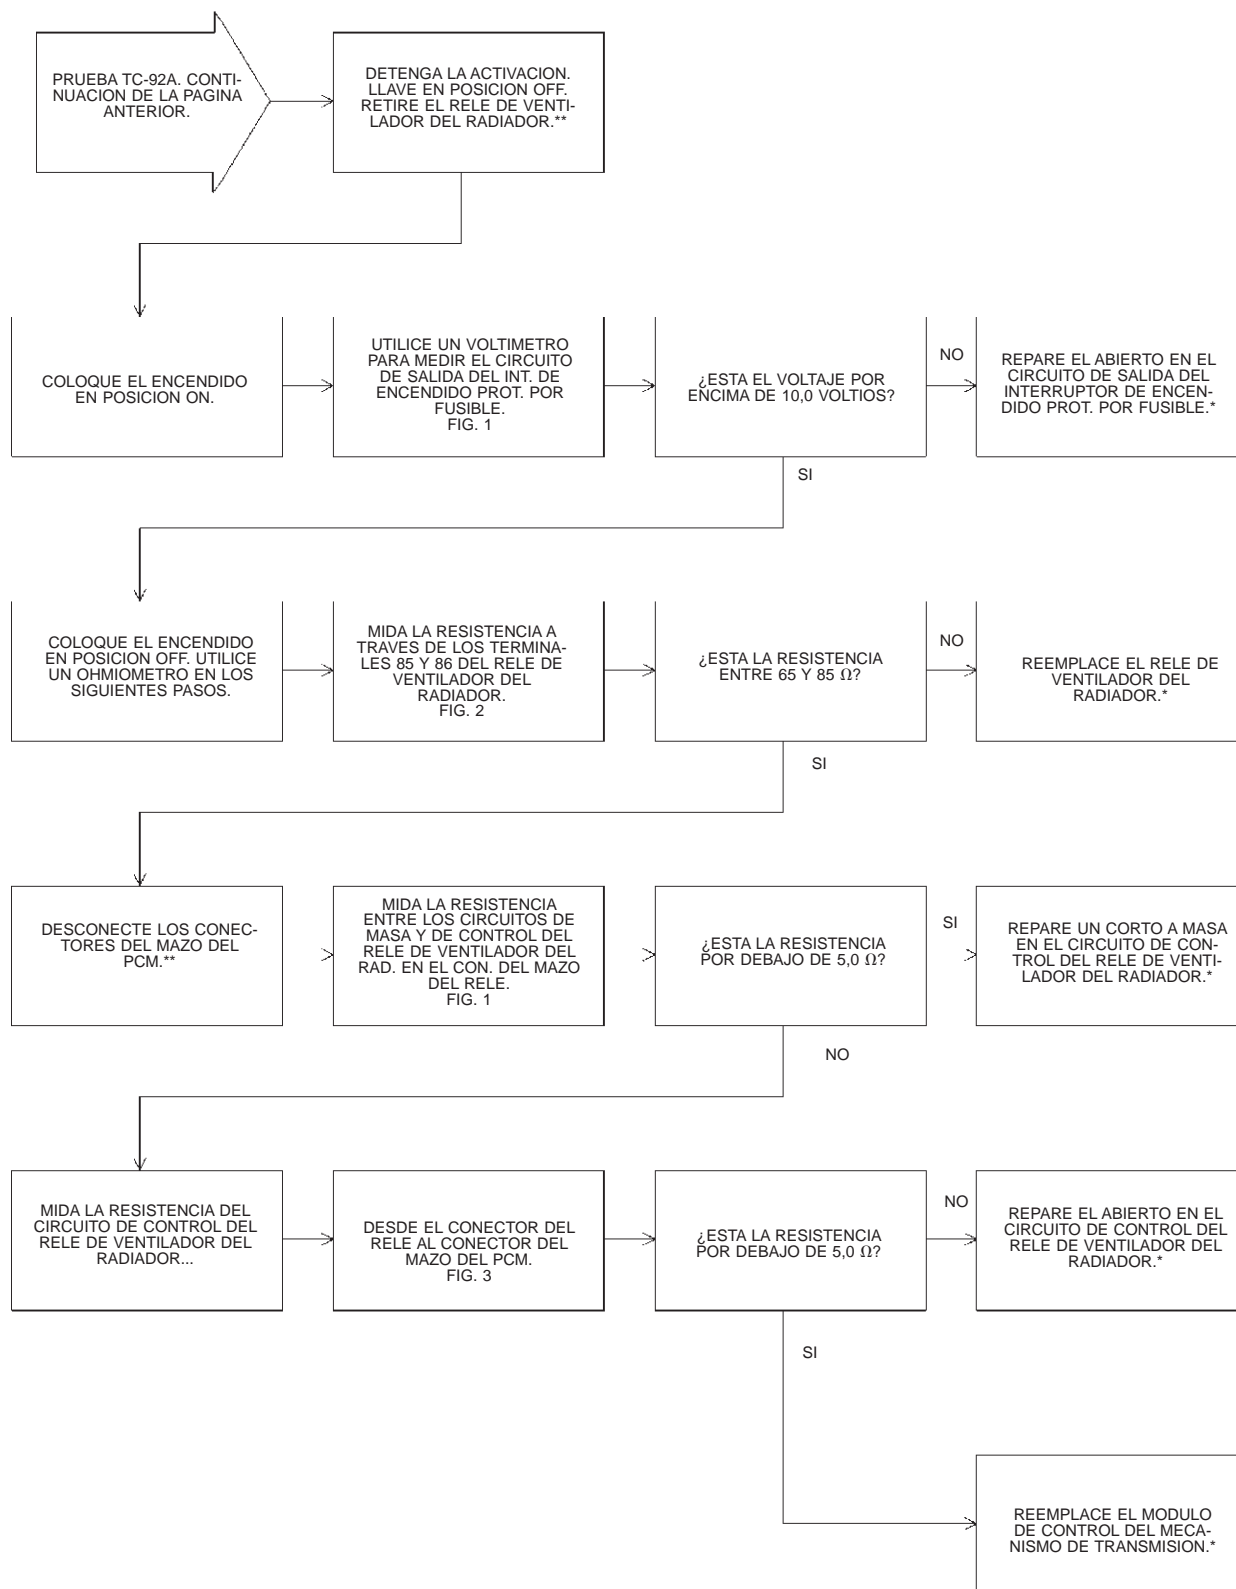 PRUEBA TC-92A. CONTI-
NUACION DE LA PAGINA
ANTERIOR.
DETENGA LA ACTIVACION.
LLAVE EN POSICION OFF.
RETIRE EL RELE DE VENTI-
LADOR DEL RADIADOR.**
COLOQUE EL ENCENDIDO
EN POSICION ON.
UTILICE UN VOLTIMETRO
PARA MEDIR EL CIRCUITO
DE SALIDA DEL INT. DE
ENCENDIDO PROT. POR
FUSIBLE.
FIG. 1
¿ESTA EL VOLTAJE POR
ENCIMA DE 10,0 VOLTIOS?
NO
REPARE EL ABIERTO EN EL
CIRCUITO DE SALIDA DEL
INTERRUPTOR DE ENCEN-
DIDO PROT. POR FUSIBLE.*
SI
COLOQUE EL ENCENDIDO
EN POSICION OFF. UTILICE
UN OHMIOMETRO EN LOS
SIGUIENTES PASOS.
MIDA LA RESISTENCIA A
TRAVES DE LOS TERMINA-
LES 85 Y 86 DEL RELE DE
VENTILADOR DEL
RADIADOR.
FIG. 2
¿ESTA LA RESISTENCIA
ENTRE 65 Y 85 Ω?
NO
REEMPLACE EL RELE DE
VENTILADOR DEL
RADIADOR.*
SI
DESCONECTE LOS CONEC-
TORES DEL MAZO DEL
PCM.**
MIDA LA RESISTENCIA
ENTRE LOS CIRCUITOS DE
MASA Y DE CONTROL DEL
RELE DE VENTILADOR DEL
RAD. EN EL CON. DEL MAZO
DEL RELE.
FIG. 1
¿ESTA LA RESISTENCIA
POR DEBAJO DE 5,0 Ω?
SI
REPARE UN CORTO A MASA
EN EL CIRCUITO DE CON-
TROL DEL RELE DE VENTI-
LADOR DEL RADIADOR.*
NO
MIDA LA RESISTENCIA DEL
CIRCUITO DE CONTROL DEL
RELE DE VENTILADOR DEL
RADIADOR...
DESDE EL CONECTOR DEL
RELE AL CONECTOR DEL
MAZO DEL PCM.
FIG. 3
¿ESTA LA RESISTENCIA
POR DEBAJO DE 5,0 Ω?
NO
REPARE EL ABIERTO EN EL
CIRCUITO DE CONTROL DEL
RELE DE VENTILADOR DEL
RADIADOR.*
SI
REEMPLACE EL MODULO
DE CONTROL DEL MECA-
NISMO DE TRANSMISION.*